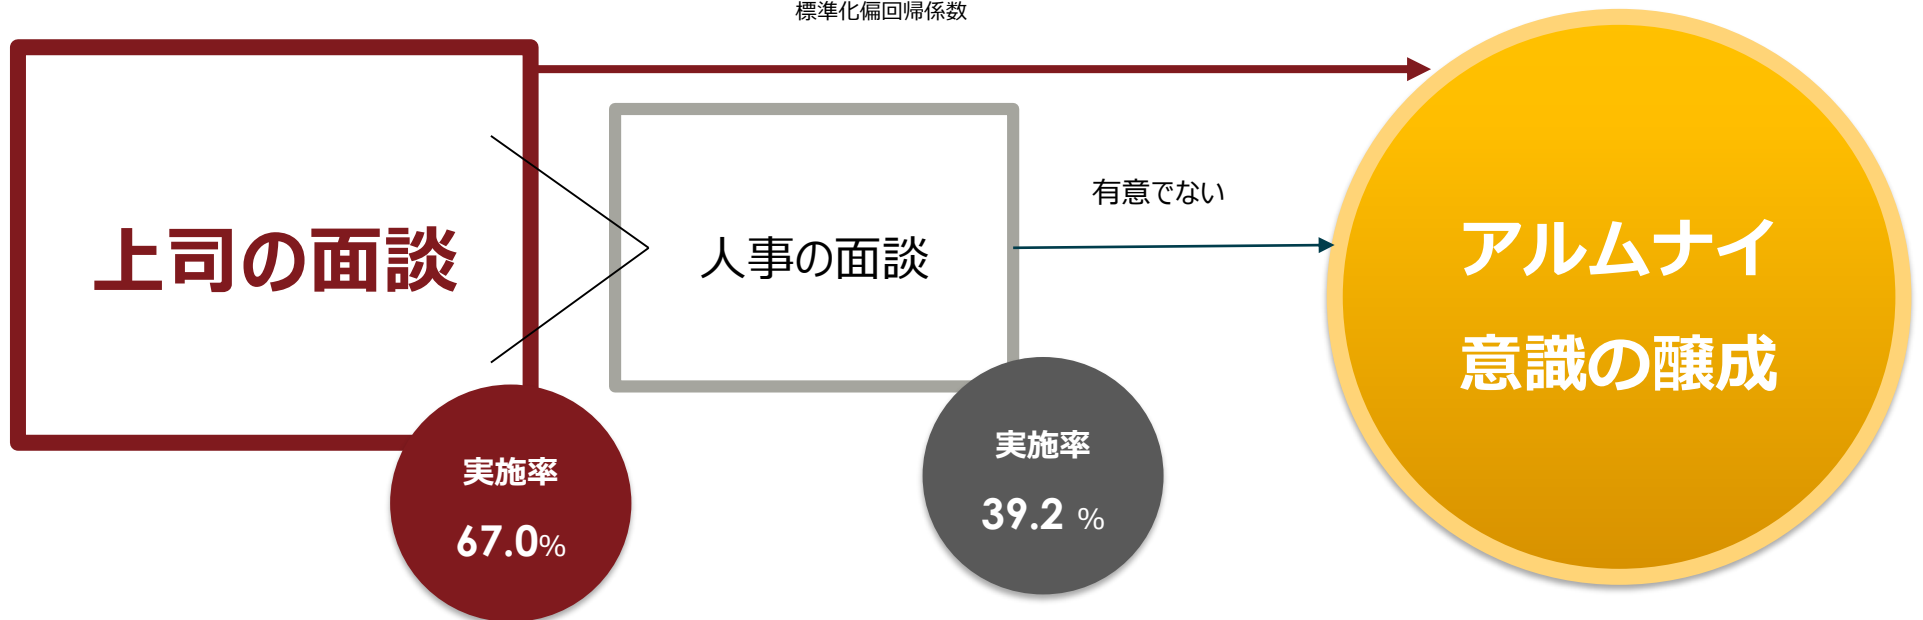 標準化偏回帰係数
上司の面談
人事の面談
有意でない
アルムナイ
意識の醸成
実施率
67.0%
実施率
39.2 %